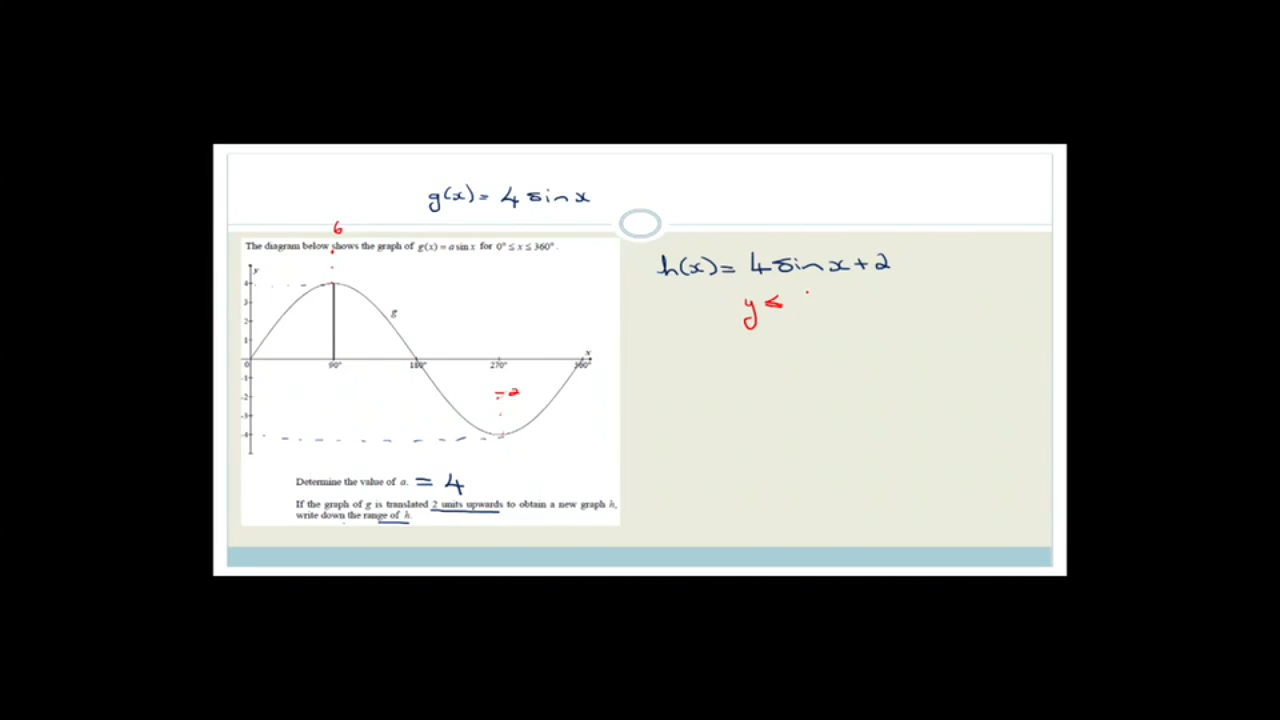 g(x) = 4 sin x
6
The diagram below shows the graph of g(x) = a sin x for 0° ≤ x ≤ 360°.
h(x) = 4 sin x + 2
y ≤
y
4
3
2
1
g
x
0 90° 180° 270° 360°
-1
-2
-3
-4
-2
Determine the value of a. = 4
If the graph of g is translated 2 units upwards to obtain a new graph h,
write down the range of h.